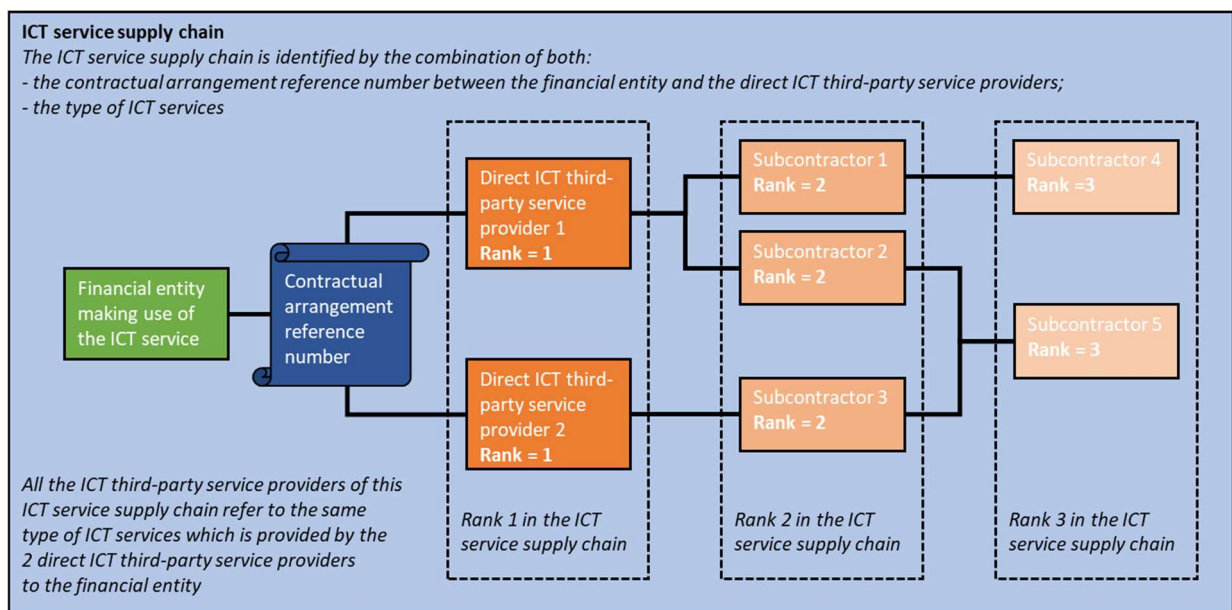 ICT service supply chain
The ICT service supply chain is identified by the combination of both:
- the contractual arrangement reference number between the financial entity and the direct ICT third-party service providers;
- the type of ICT services
Financial entity
making use of
the ICT service
Contractual
arrangement
reference
number
Direct ICT third-
party service
provider 1
Rank = 1
Direct ICT third-
party service
provider 2
Rank = 1
Rank 1 in the ICT
service supply chain
Subcontractor 1
Rank = 2
Subcontractor 2
Rank = 2
Subcontractor 3
Rank = 2
Rank 2 in the ICT
service supply chain
Subcontractor 4
Rank =3
Subcontractor 5
Rank = 3
Rank 3 in the ICT
service supply chain
All the ICT third-party service providers of this
ICT service supply chain refer to the same
type of ICT services which is provided by the
2 direct ICT third-party service providers
to the financial entity